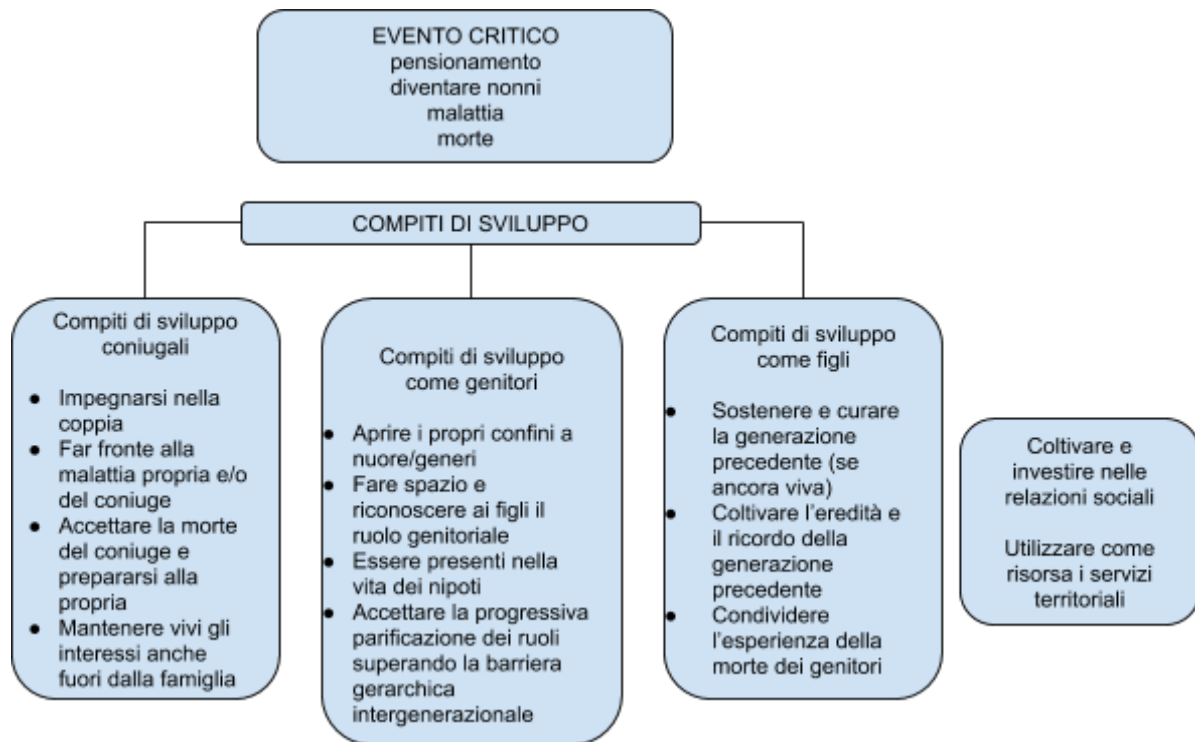 EVENTO CRITICO
pensionamento
diventare nonni
malattia
morte
COMPITI DI SVILUPPO
Compiti di sviluppo
coniugali
● Impegnarsi nella
coppia
● Far fronte alla
malattia propria e/o
del coniuge
● Accettare la morte
del coniuge e
prepararsi alla
propria
● Mantenere vivi gli
interessi anche
fuori dalla famiglia
Compiti di sviluppo
come genitori
● Aprire i propri confini a
nuore/generi
● Fare spazio e
riconoscere ai figli il
ruolo genitoriale
● Essere presenti nella
vita dei nipoti
● Accettare la progressiva
parificazione dei ruoli
superando la barriera
gerarchica
intergenerazionale
Compiti di sviluppo
come figli
● Sostenere e curare
la generazione
precedente (se
ancora viva)
● Coltivare l’eredità e
il ricordo della
generazione
precedente
● Condividere
l’esperienza della
morte dei genitori
Coltivare e
investire nelle
relazioni sociali
Utilizzare come
risorsa i servizi
territoriali